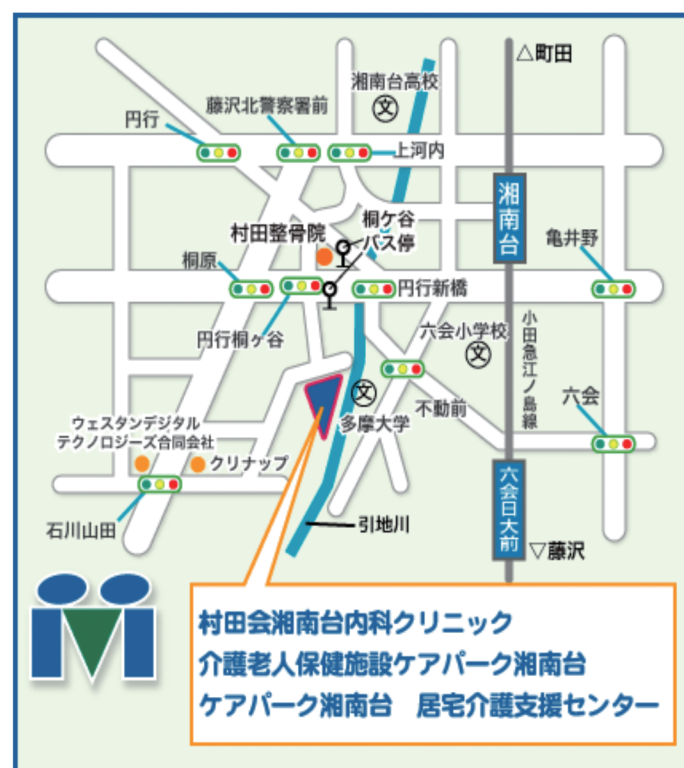 △町田
湘南台高校
藤沢北警察署前
円行
上河内
湘南台
桐ケ谷
バス停
村田整骨院
亀井野
桐原
円行新橋
小田急江ノ島線
六会小学校
円行桐ヶ谷
六会
不動前
多摩大学
ウェスタンデジタル
テクノロジーズ合同会社
クリナップ
六会日大前
石川山田
引地川
▽藤沢
村田会湘南台内科クリニック
介護老人保健施設ケアパーク湘南台
ケアパーク湘南台　居宅介護支援センター